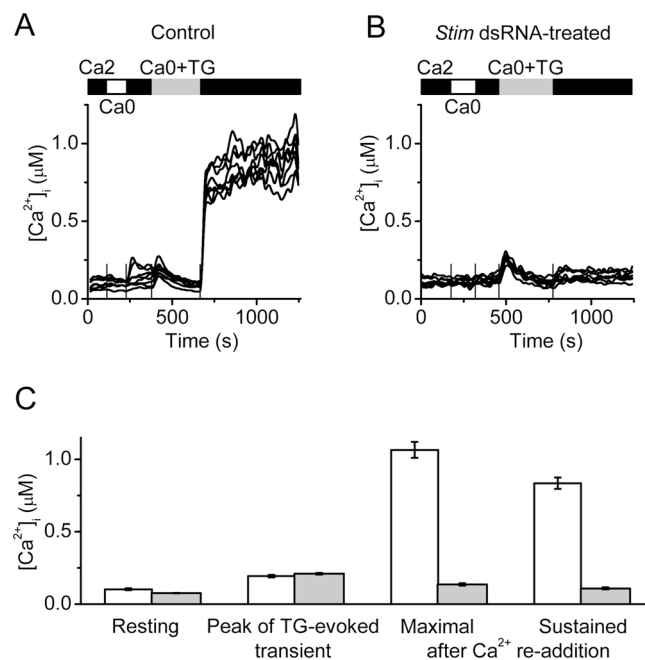 A
Control
Ca2
Ca0+TG
Ca0
[Ca²⁺]ᵢ (µM)
1.0
0.5
0.0
0
500
1000
Time (s)
B
Stim dsRNA-treated
Ca2
Ca0+TG
Ca0
[Ca²⁺]ᵢ (µM)
1.0
0.5
0.0
0
500
1000
Time (s)
C
[Ca²⁺]ᵢ (µM)
1.0
0.5
0.0
Resting
Peak of TG-evoked
transient
Maximal
Sustained
after Ca²⁺ re-addition